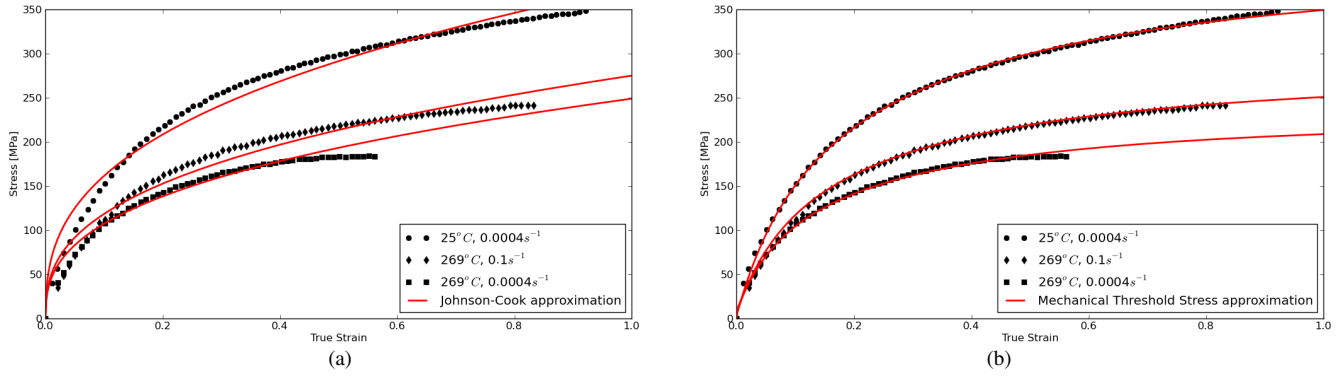 350
300
250
200
150
100
50
0
Stress [MPa]
0.0 0.2 0.4 0.6 0.8 1.0
True Strain
25°C, 0.0004s⁻¹
269°C, 0.1s⁻¹
269°C, 0.0004s⁻¹
Johnson-Cook approximation
(a)
350
300
250
200
150
100
50
0
Stress [MPa]
0.0 0.2 0.4 0.6 0.8 1.0
True Strain
25°C, 0.0004s⁻¹
269°C, 0.1s⁻¹
269°C, 0.0004s⁻¹
Mechanical Threshold Stress approximation
(b)